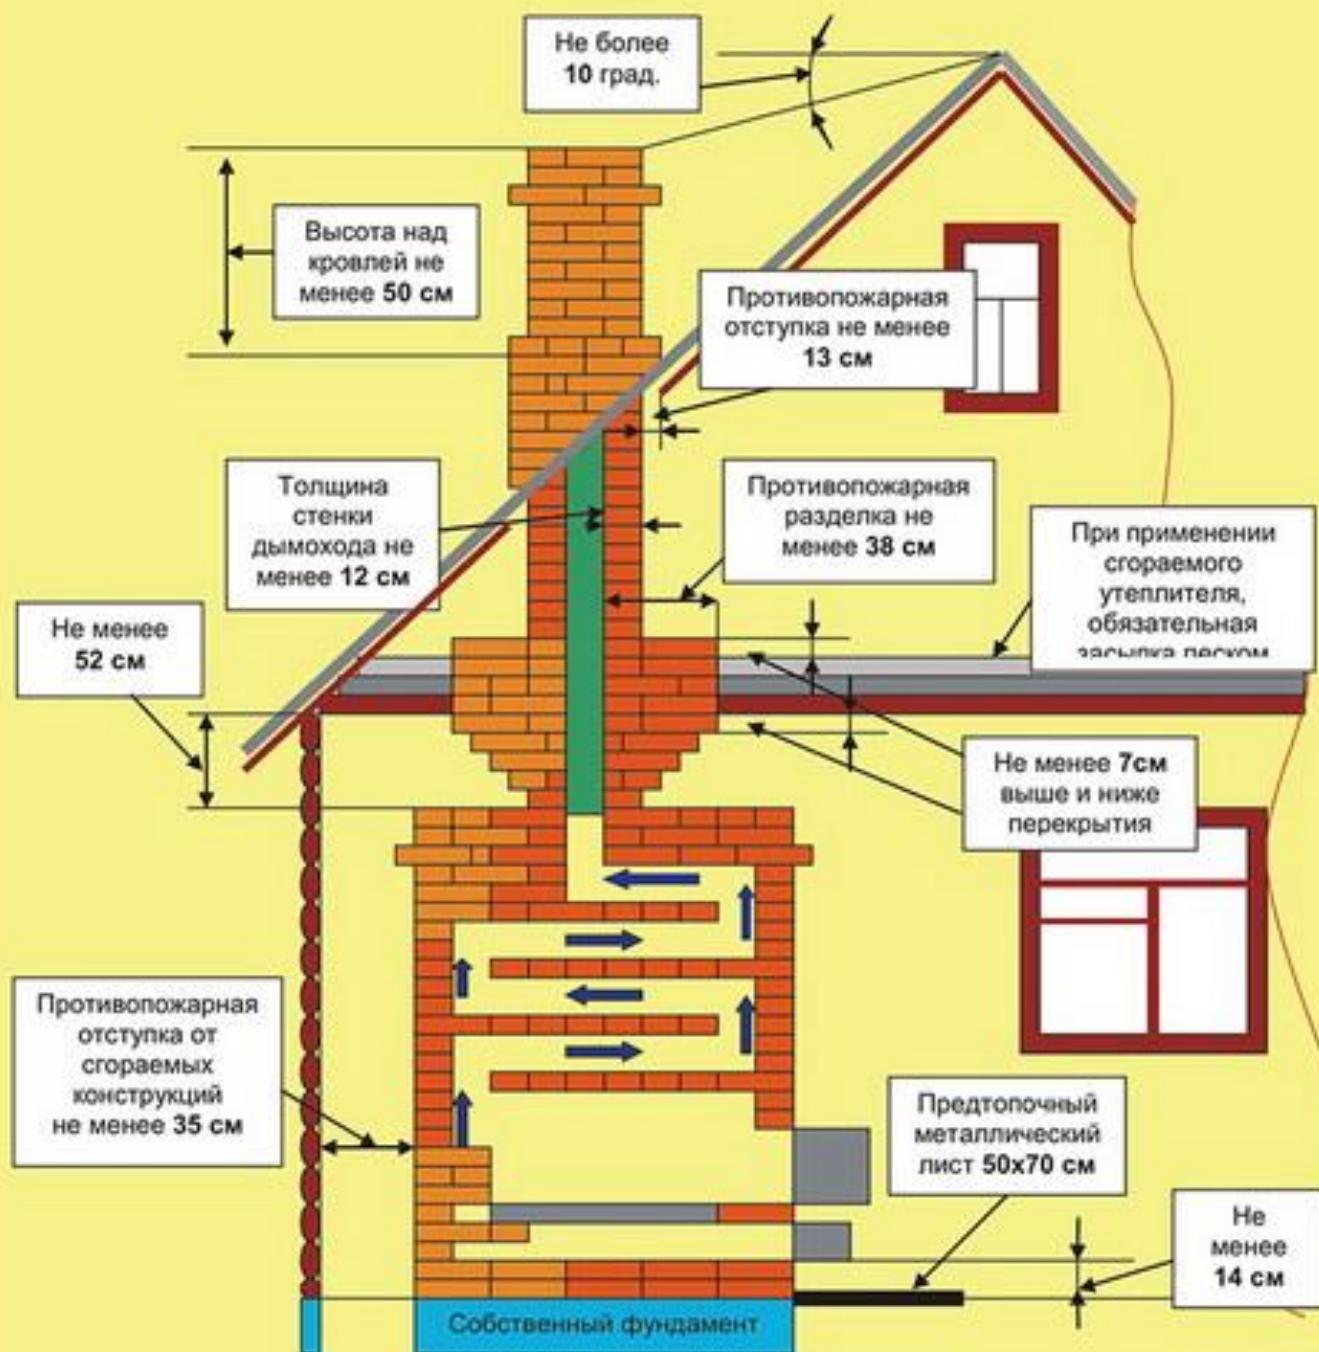 Не более
10 град.
Высота над
кровлей не
менее 50 см
Противопожарная
отступка не менее
13 см
Толщина
стенки
дымохода не
менее 12 см
Противопожарная
разделка не
менее 38 см
При применении
сгораемого
утеплителя,
обязательная
засыпка песком
Не менее
52 см
Не менее 7см
выше и ниже
перекрытия
Противопожарная
отступка от
сгораемых
конструкций
не менее 35 см
Предтопочный
металлический
лист 50х70 см
Не
менее
14 см
Собственный фундамент